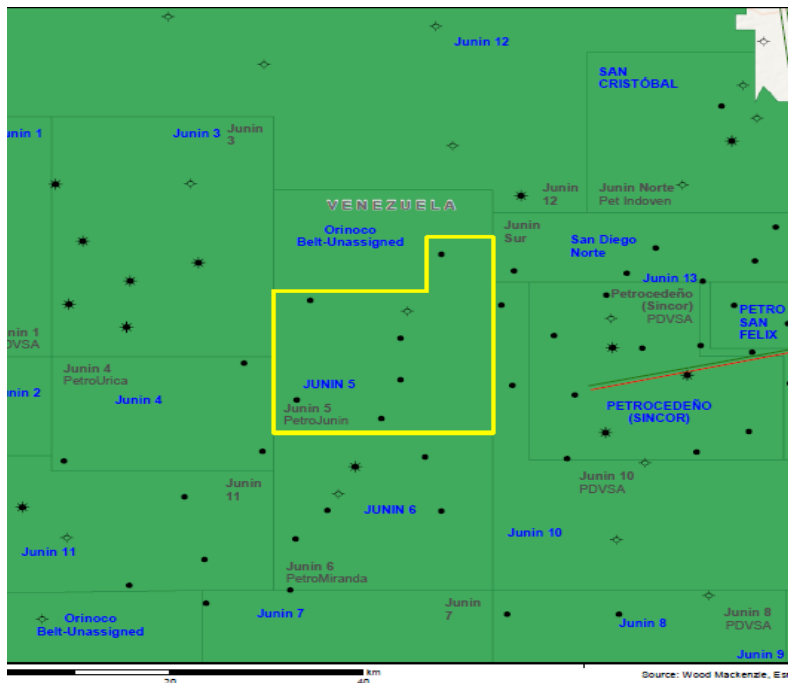 Junin 12
SAN
CRISTÓBAL
unin 1
Junin 3
Junin
3
Junin
12
Junin Norte
Pet Indoven
VENEZUELA
Orinoco
Belt-Unassigned
Junin
Sur
San Diego
Norte
Junin 13
Petrocedeño
(Sincor)
PDVSA
PETRO
SAN
FELIX
nin 1
DVSA
Junin 4
PetroUrica
unin 2
Junin 4
JUNIN 5
Junin 5
PetroJunin
PETROCEDEÑO
(SINCOR)
Junin
11
Junin 10
PDVSA
JUNIN 6
Junin 10
Junin 11
Junin 6
PetroMiranda
Orinoco
Belt-Unassigned
Junin 7
Junin
7
Junin 8
Junin 8
PDVSA
Junin 9
km
20
40
Source: Wood Mackenzie, Esr